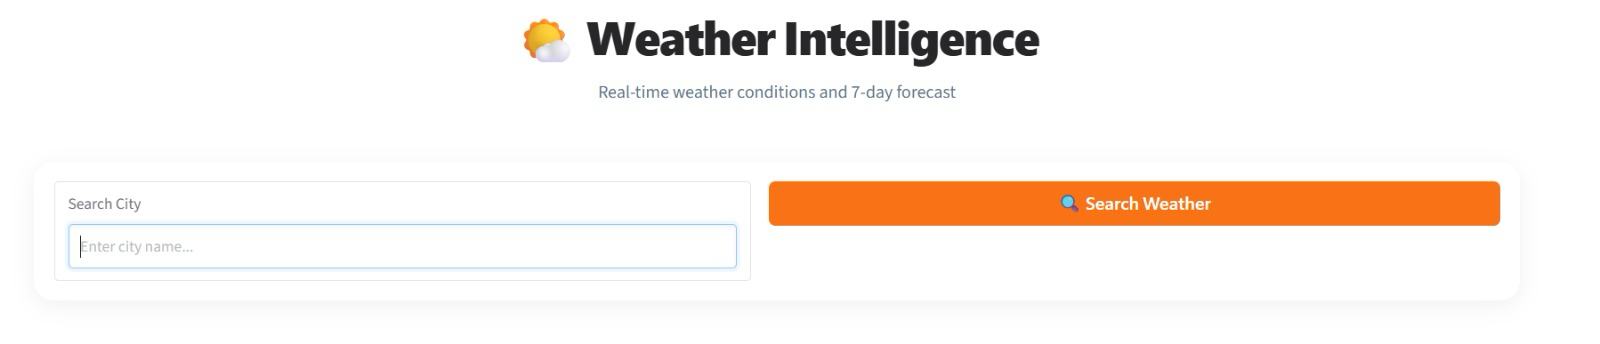 Weather Intelligence
Real-time weather conditions and 7-day forecast
Search City
Enter city name...
Search Weather